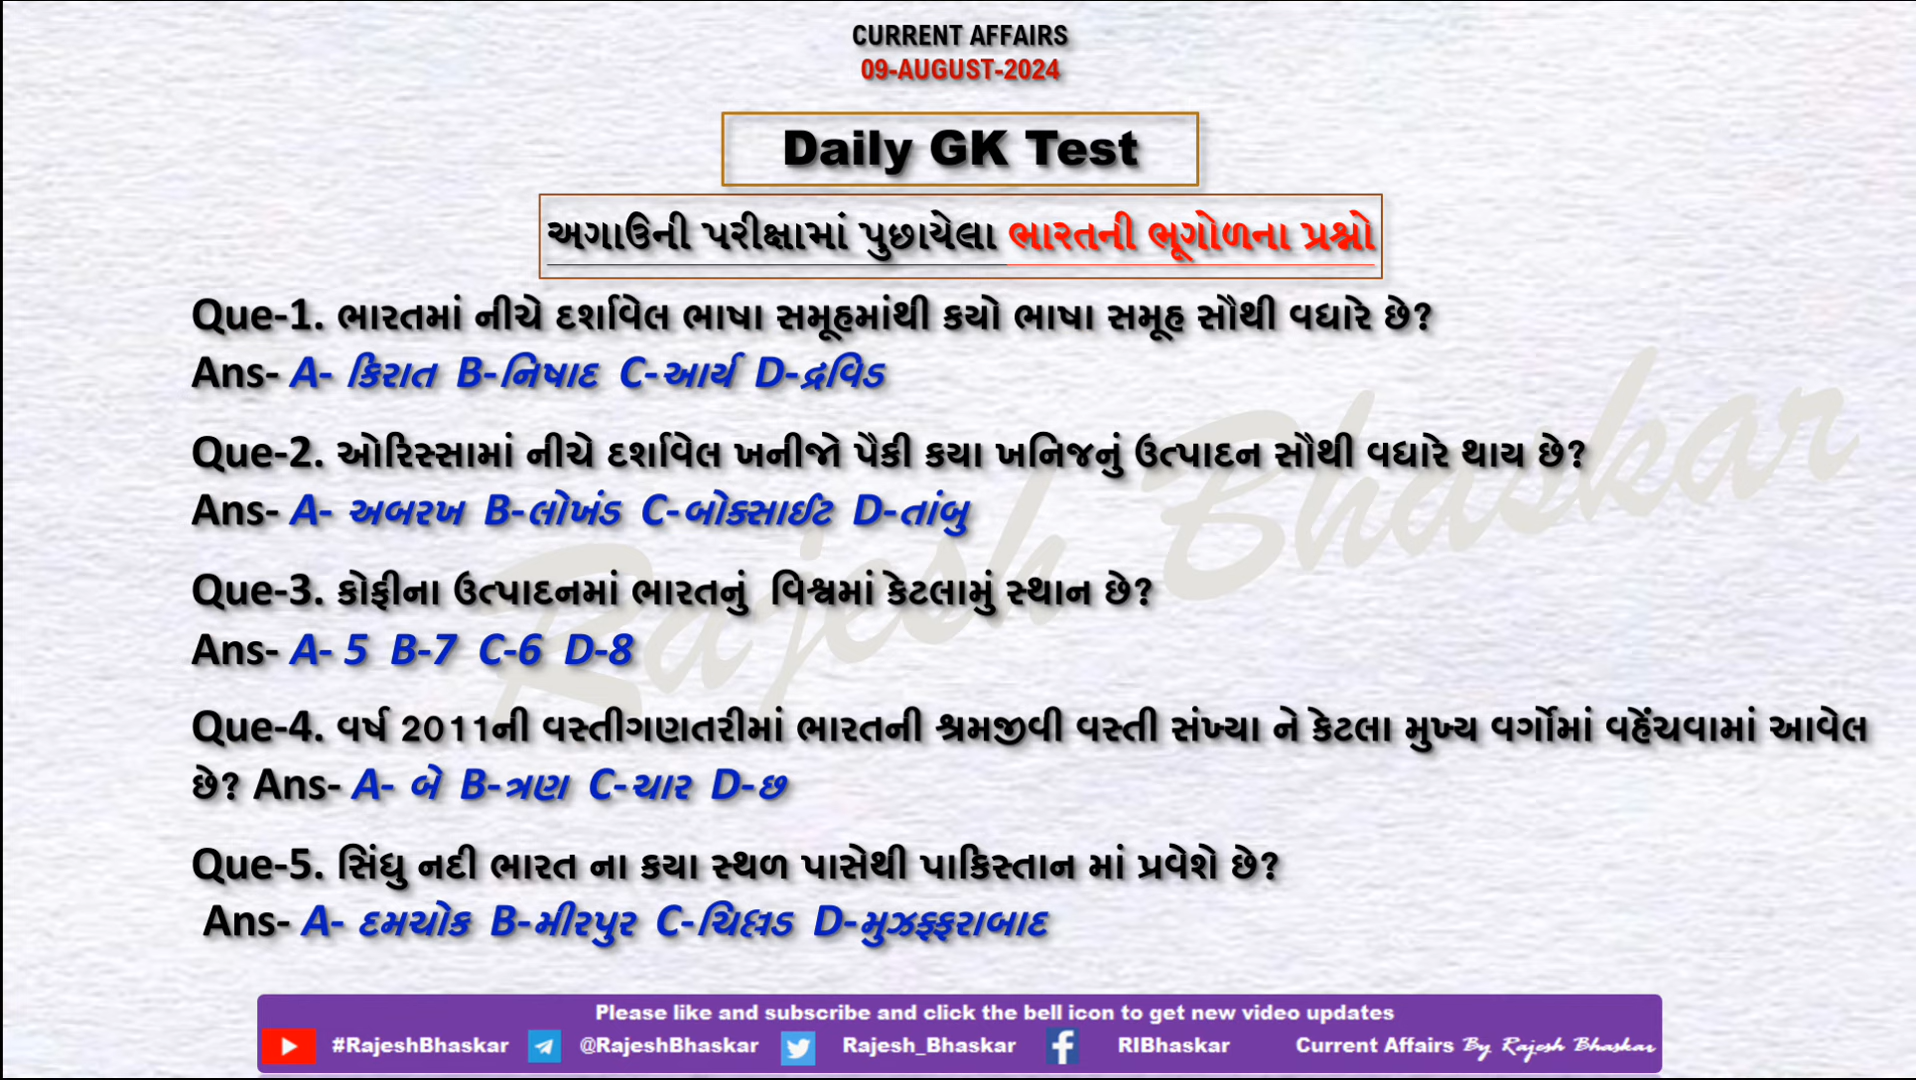 CURRENT AFFAIRS
09-AUGUST-2024
Daily GK Test
અગાઉની પરીક્ષામાં પુછાયેલા ભારતની ભૂગોળના પ્રશ્નો
Que-1. ભારતમાં નીચે દર્શાવેલ ભાષા સમૂહમાંથી કયો ભાષા સમૂહ સૌથી વધારે છે?
Ans- A- કિરાત B-નિષાદ C-આર્ય D-દ્રવિડ
Que-2. ઓરિસ્સામાં નીચે દર્શાવેલ ખનીજો પૈકી કયા ખનિજનું ઉત્પાદન સૌથી વધારે થાય છે?
Ans- A- અબરખ B-લોખંડ C-બોક્સાઈટ D-તાંબુ
Que-3. કોફીના ઉત્પાદનમાં ભારતનું વિશ્વમાં કેટલામું સ્થાન છે?
Ans- A- 5 B-7 C-6 D-8
Que-4. વર્ષ 2011ની વસ્તીગણતરીમાં ભારતની શ્રમજીવી વસ્તી સંખ્યા ને કેટલા મુખ્ય વર્ગોમાં વહેંચવામાં આવેલ
છે? Ans- A- બે B-ત્રણ C-ચાર D-છ
Que-5. સિંધુ નદી ભારત ના કયા સ્થળ પાસેથી પાકિસ્તાન માં પ્રવેશે છે?
Ans- A- દમચોક B-મીરપુર C-ચિલ્લડ D-મુઝફ્ફરાબાદ
Rajesh Bhaskar
Please like and subscribe and click the bell icon to get new video updates
#RajeshBhaskar @RajeshBhaskar Rajesh_Bhaskar RIBhaskar Current Affairs By Rajesh Bhaskar